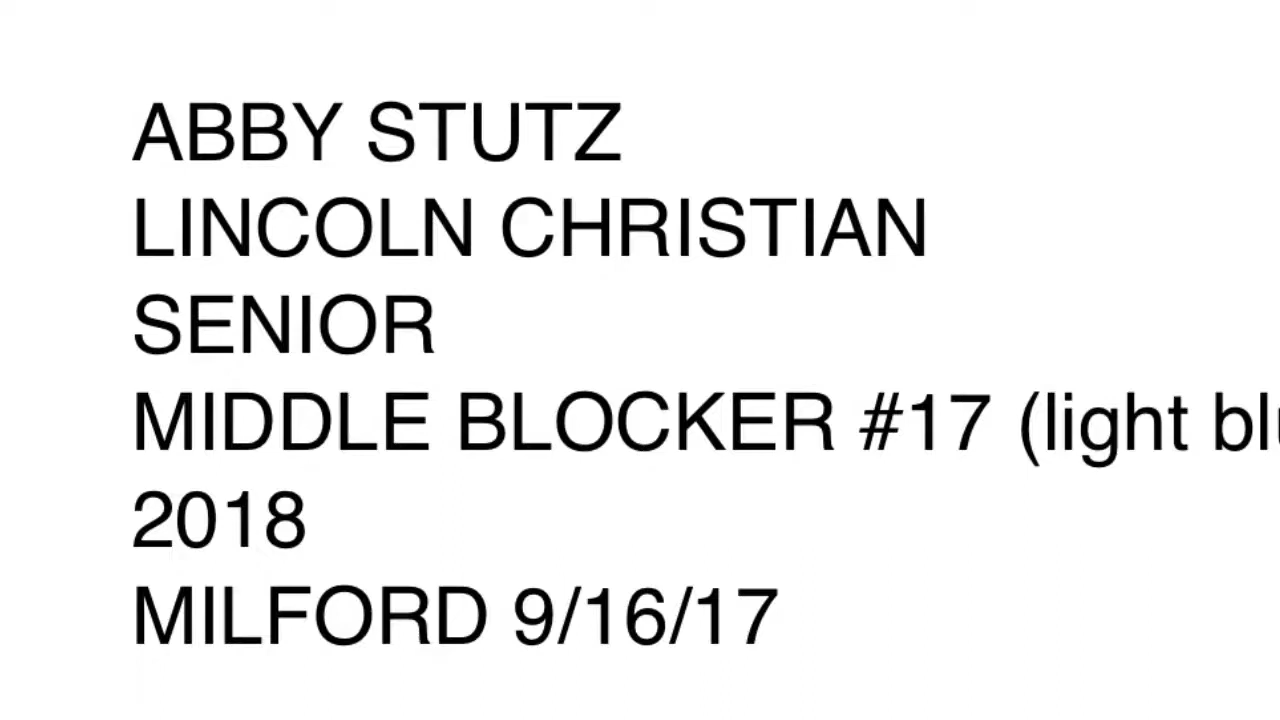 ABBY STUTZ
LINCOLN CHRISTIAN
SENIOR
MIDDLE BLOCKER #17 (light
2018
MILFORD 9/16/17